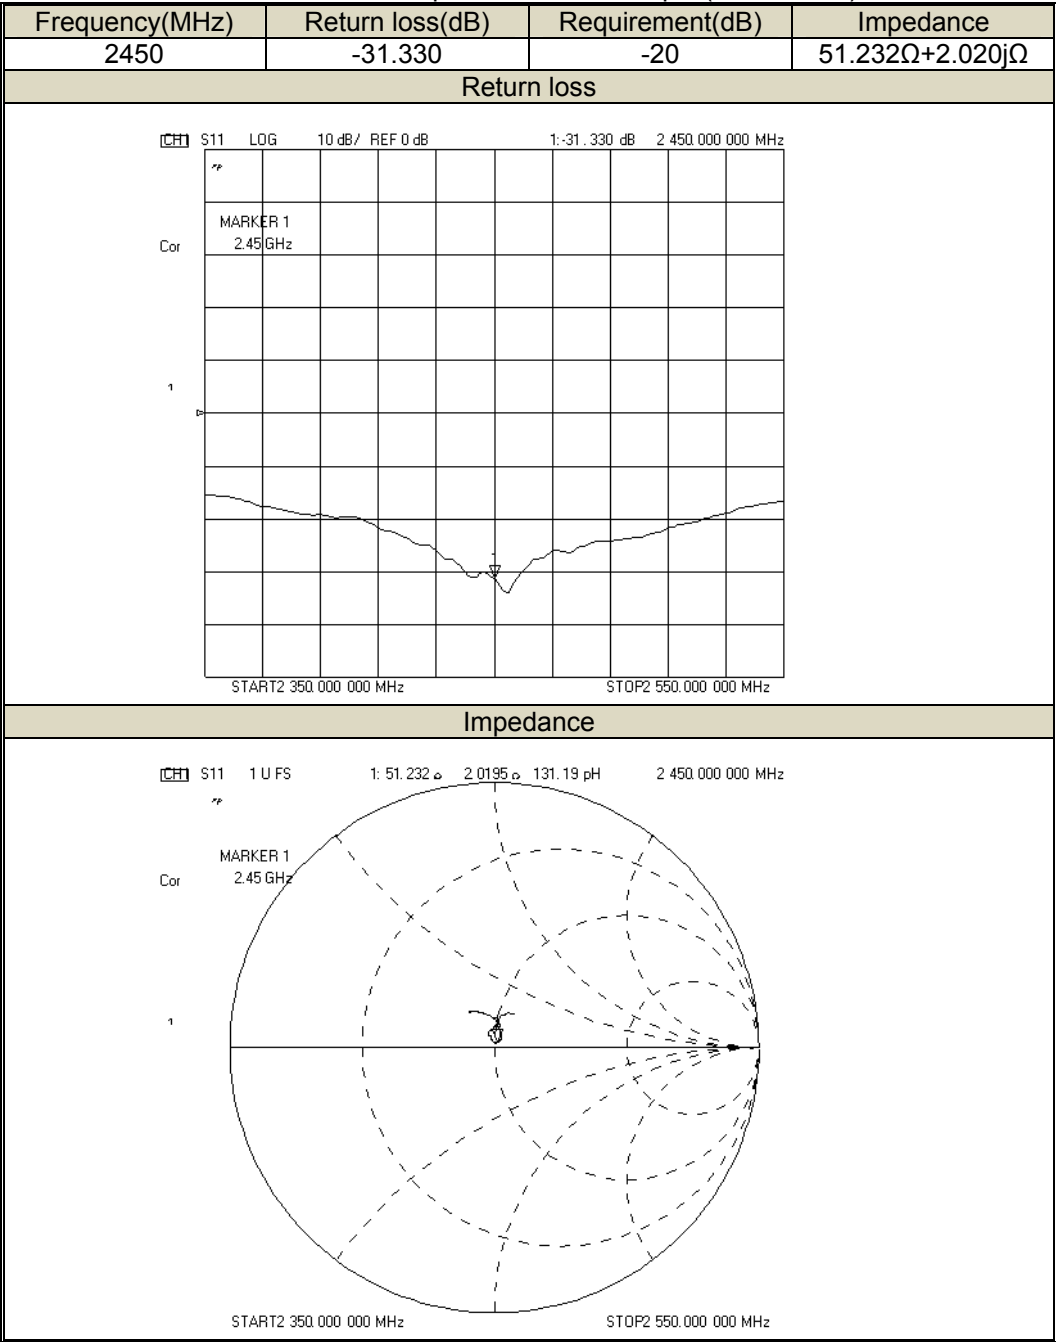 Frequency(MHz) Return loss(dB) Requirement(dB) Impedance
2450 -31.330 -20 51.232Ω+2.020jΩ
Return loss
CH1 S11 LOG 10 dB/ REF 0 dB 1:-31.330 dB 2 450.000 000 MHz
MARKER 1
Cor 2.45 GHz
1
START2 350.000 000 MHz STOP2 550.000 000 MHz
Impedance
CH1 S11 1 U FS 1: 51.232 Ω 2.0195 Ω 131.19 pH 2 450.000 000 MHz
MARKER 1
Cor 2.45 GHz
1
START2 350.000 000 MHz STOP2 550.000 000 MHz